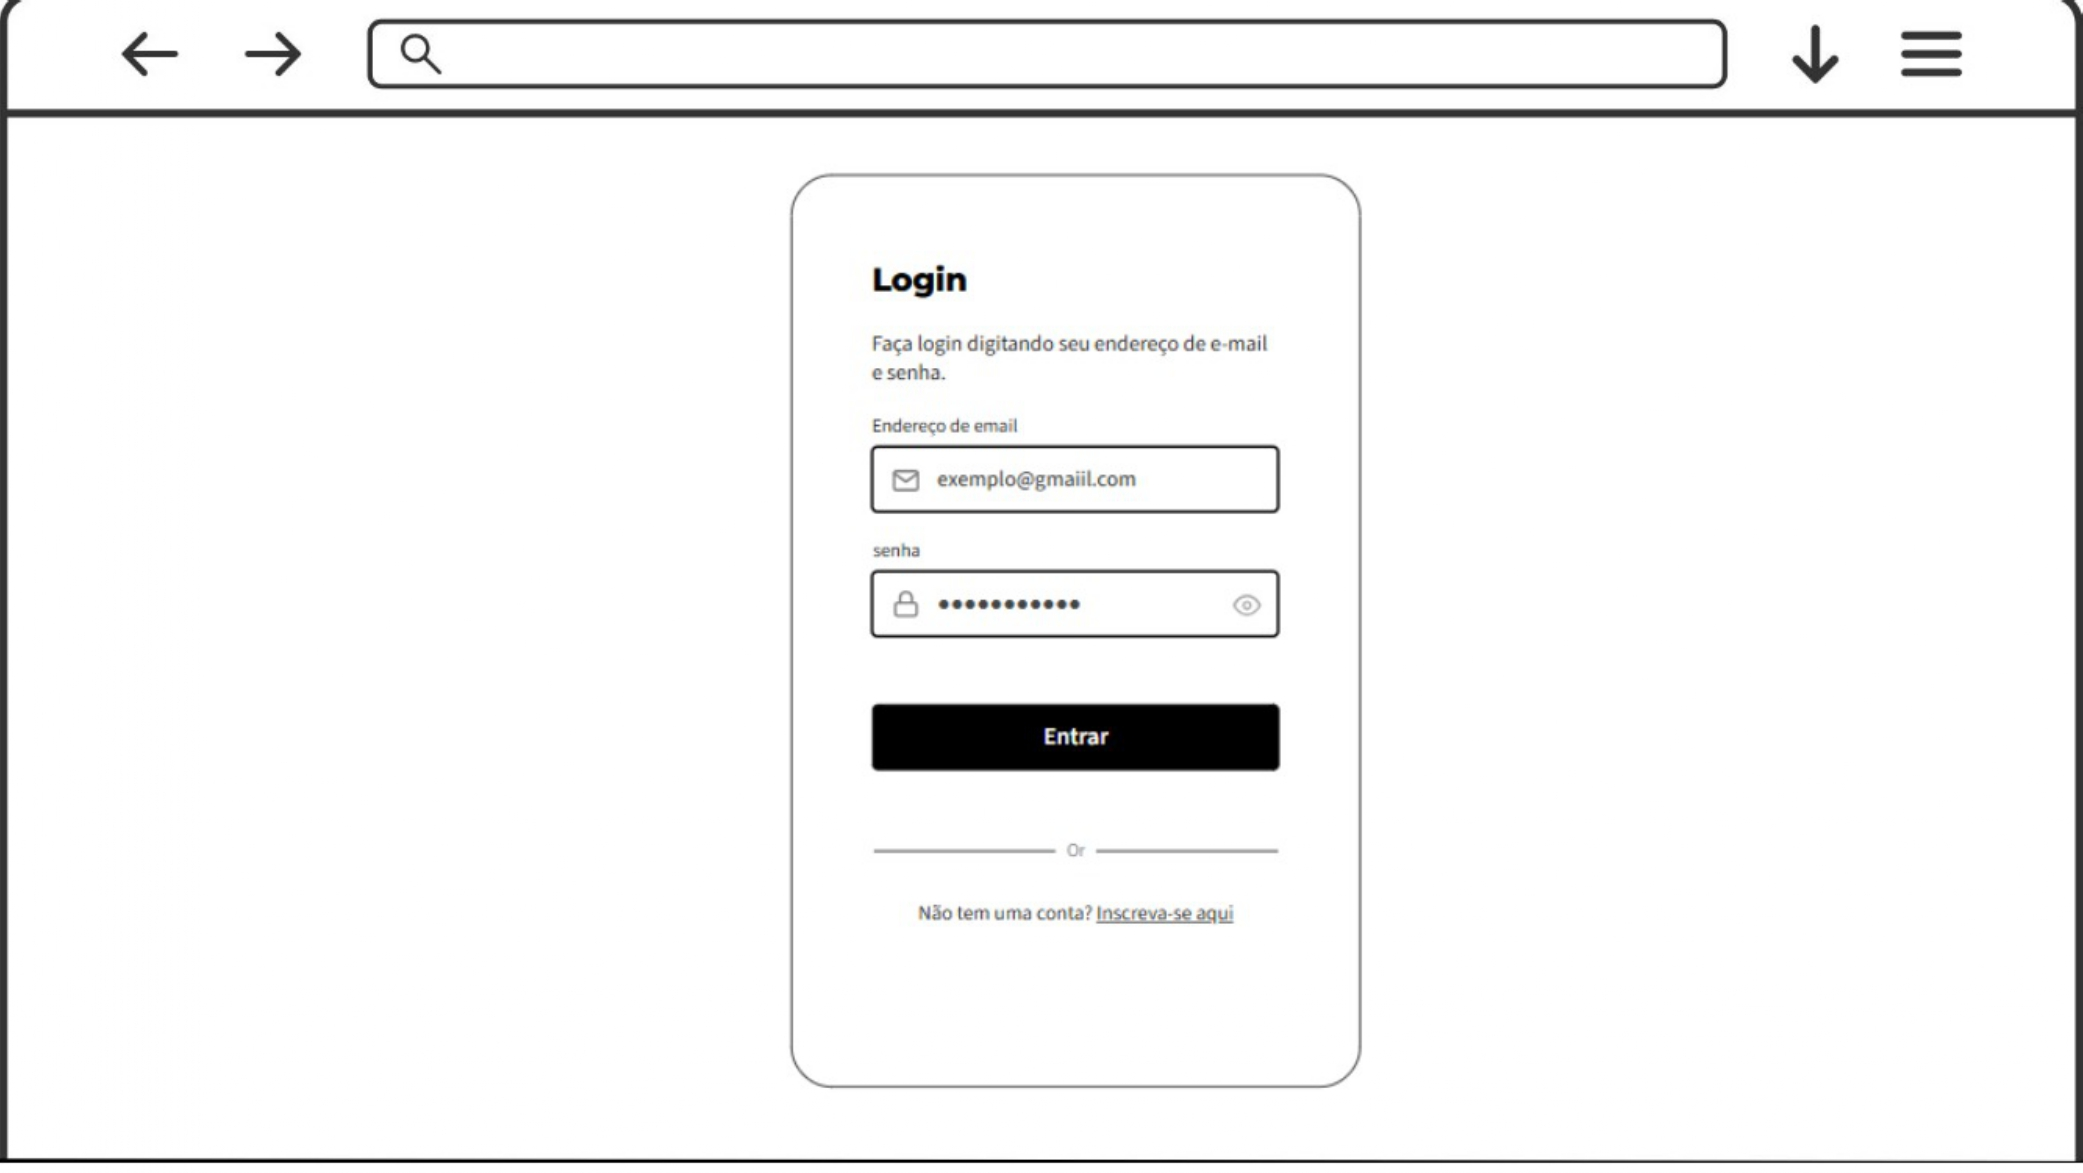 Login
Faça login digitando seu endereço de e-mail
e senha.
Endereço de email
exemplo@gmaiil.com
senha
Entrar
Or
Não tem uma conta? Inscreva-se aqui